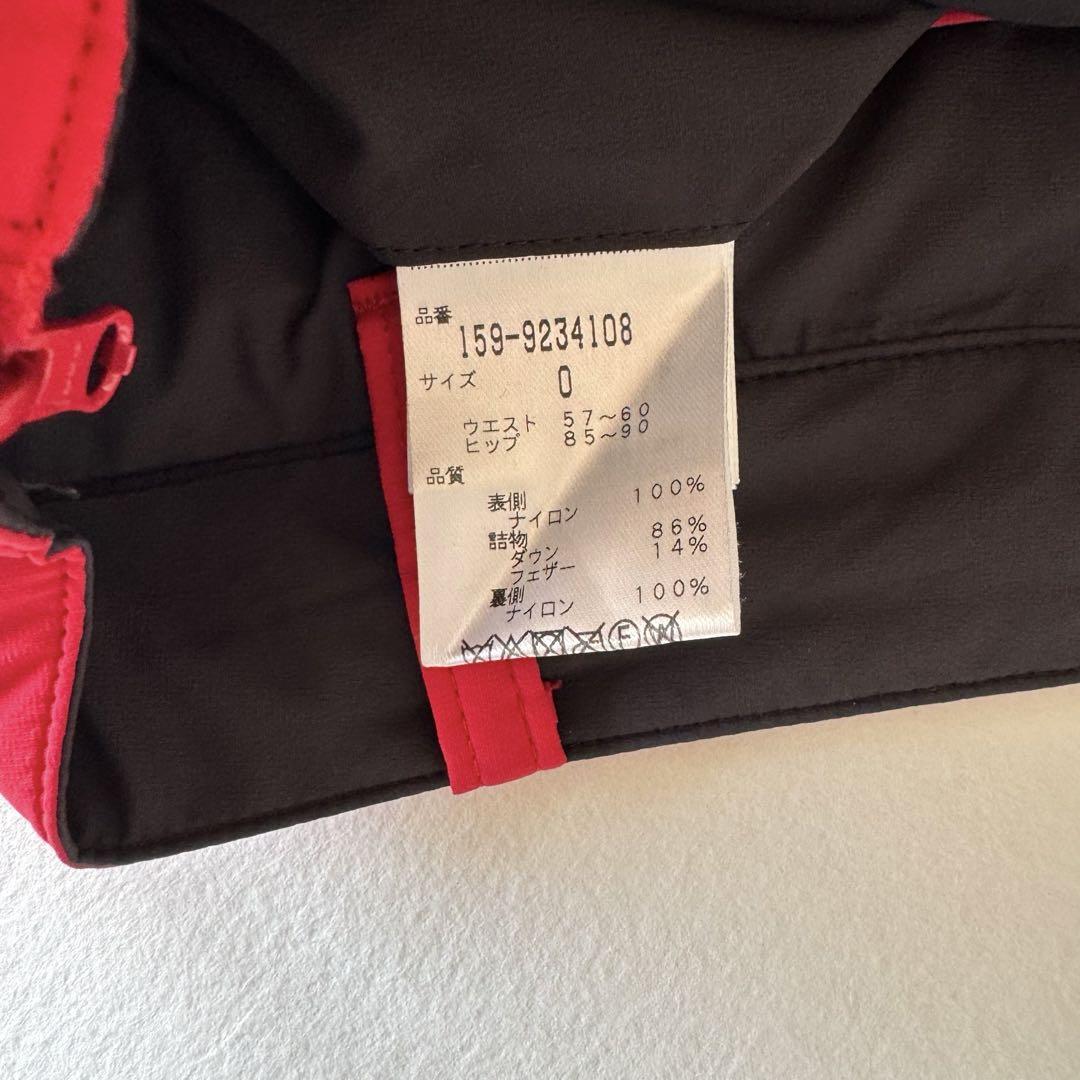 品番
159-9234108
サイズ 0
ウエスト 57～60
ヒップ 85～90
品質
表側 100%
ナイロン
詰物 86%
ダウン 14%
フェザー
裏側 100%
ナイロン
F W